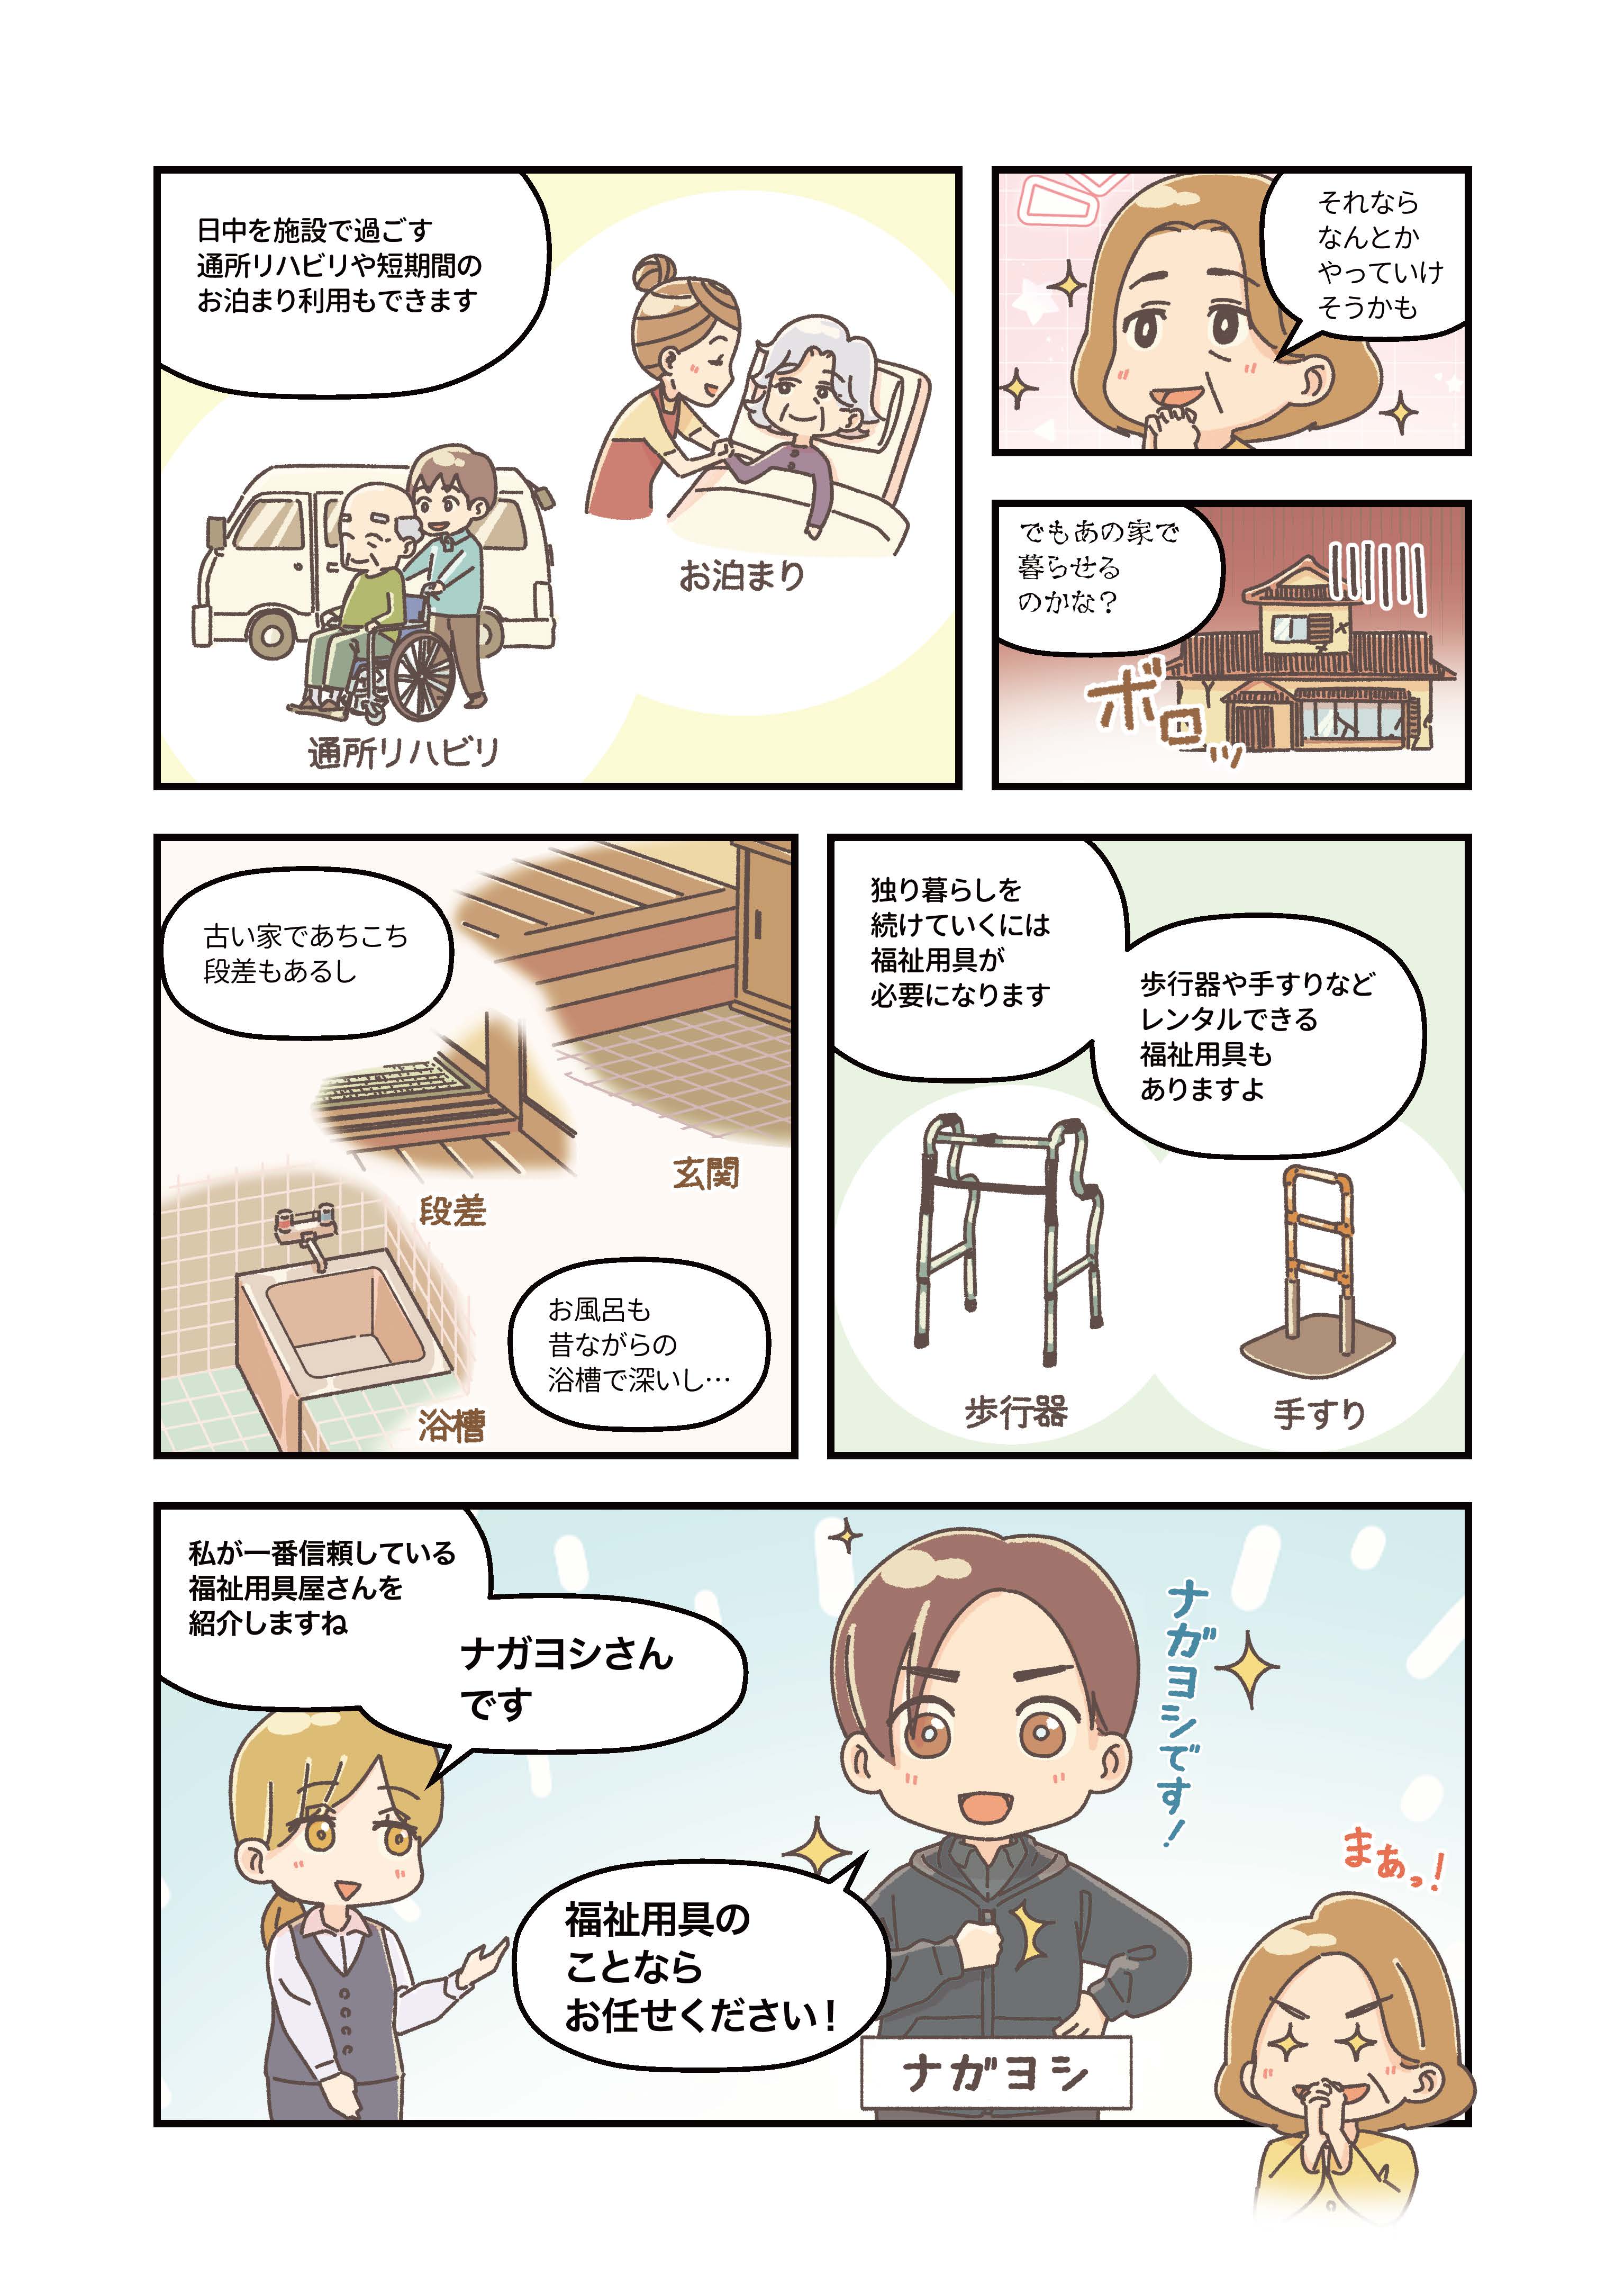 日中を施設で過ごす
通所リハビリや短期間の
お泊まり利用もできます
お泊まり
通所リハビリ
それなら
なんとか
やっていけ
そうかも
でもあの家で
暮らせる
のかな？
ボロッ
古い家であちこち
段差もあるし
玄関
段差
お風呂も
昔ながらの
浴槽で深いし…
浴槽
独り暮らしを
続けていくには
福祉用具が
必要になります
歩行器や手すりなど
レンタルできる
福祉用具も
ありますよ
歩行器
手すり
私が一番信頼している
福祉用具屋さんを
紹介しますね
ナガヨシさん
です
ナガヨシです！
福祉用具の
ことなら
お任せください！
ナガヨシ
まあっ！